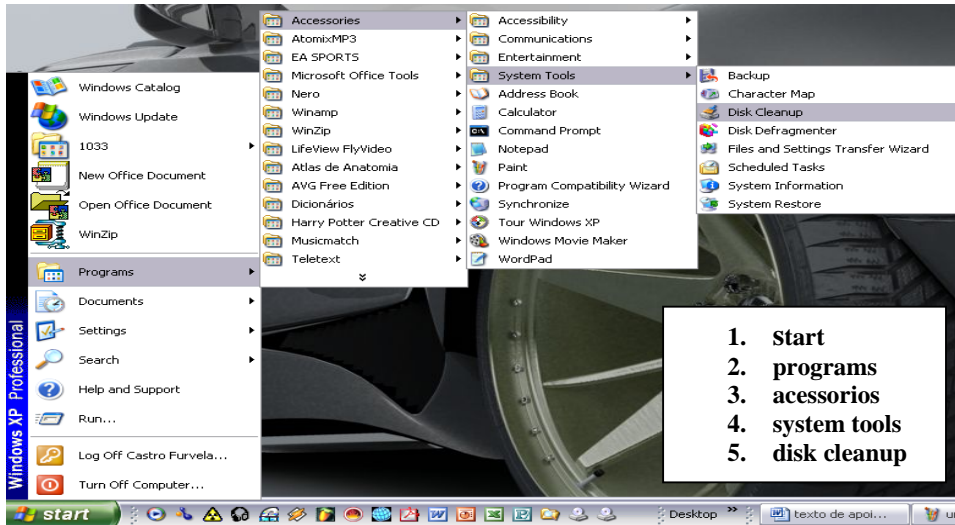 Windows Catalog
Windows Update
1033
New Office Document
Open Office Document
WinZip
Programs
Documents
Settings
Search
Help and Support
Run...
Log Off Castro Furvela...
Turn Off Computer...
Windows XP Professional
Accessories
AtomixMP3
EA SPORTS
Microsoft Office Tools
Nero
Winamp
WinZip
LifeView FlyVideo
Atlas de Anatomia
AVG Free Edition
Dicionários
Harry Potter Creative CD
Musicmatch
Teletext
Accessibility
Communications
Entertainment
System Tools
Address Book
Calculator
Command Prompt
Notepad
Paint
Program Compatibility Wizard
Synchronize
Tour Windows XP
Windows Movie Maker
WordPad
Backup
Character Map
Disk Cleanup
Disk Defragmenter
Files and Settings Transfer Wizard
Scheduled Tasks
System Information
System Restore
1. start
2. programs
3. acessorios
4. system tools
5. disk cleanup
start
Desktop »
texto de apoi...